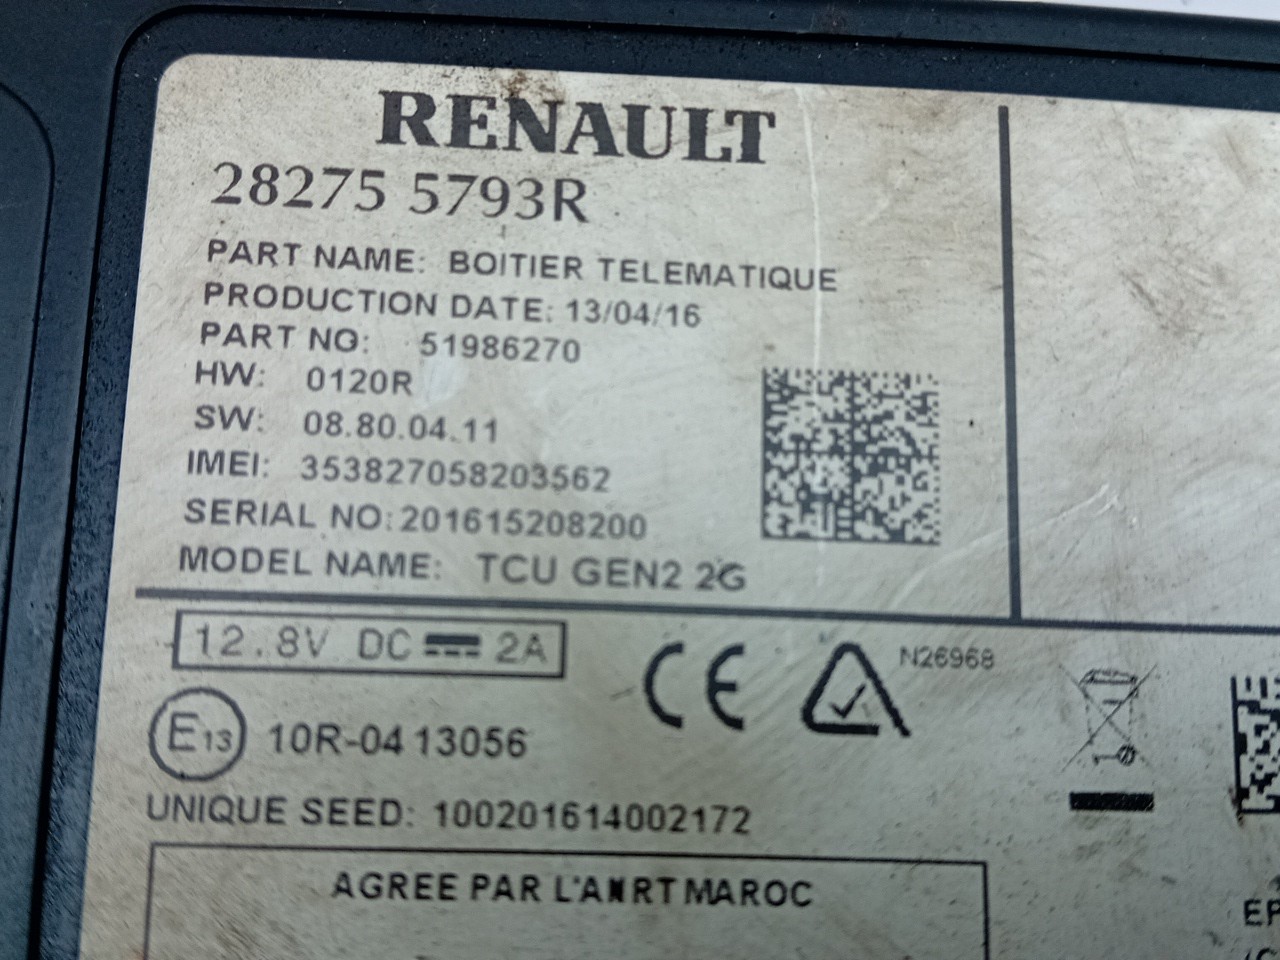 RENAULT
28275 5793R
PART NAME: BOITIER TELEMATIQUE
PRODUCTION DATE: 13/04/16
PART NO: 51986270
HW: 0120R
SW: 08.80.04.11
IMEI: 353827058203562
SERIAL NO: 201615208200
MODEL NAME: TCU GEN2 2G
12.8V DC 2A
CE
N26968
E13 10R-04 13056
UNIQUE SEED: 100201614002172
AGREE PAR L'ANRT MAROC